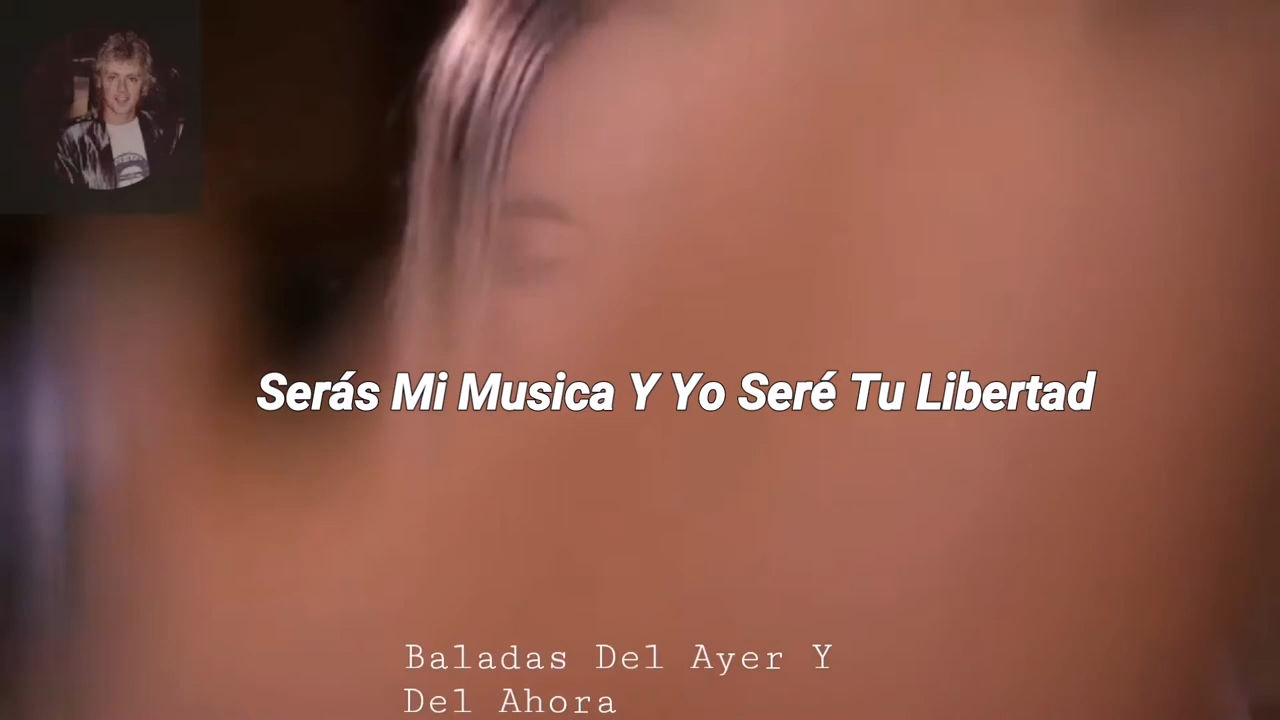 Serás Mi Musica Y Yo Seré Tu Libertad
Baladas Del Ayer Y
Del Ahora